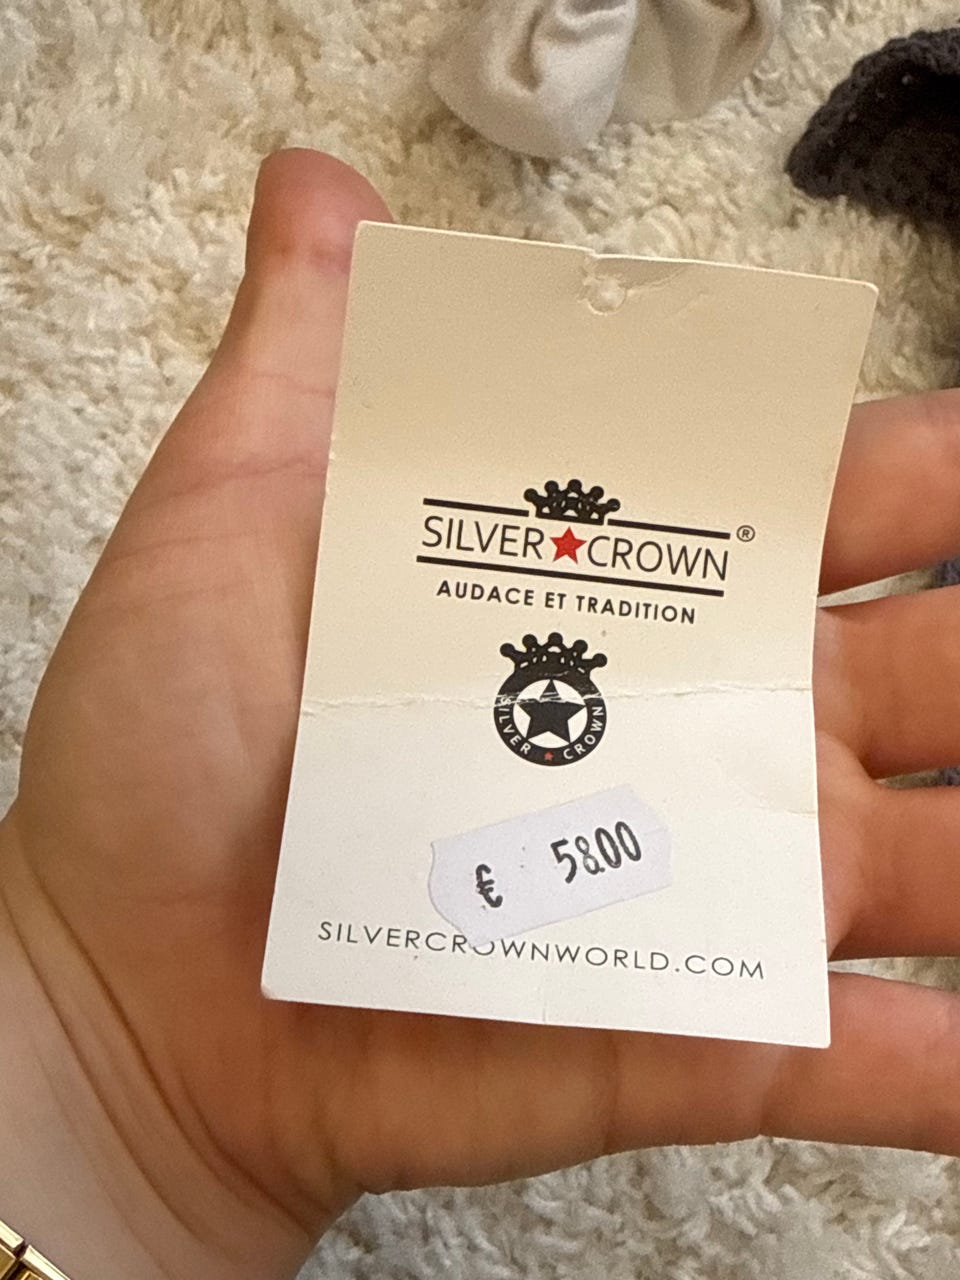 SILVER★CROWN®
AUDACE ET TRADITION
SILVER ★ CROWN
€ 58.00
SILVERCROWNWORLD.COM